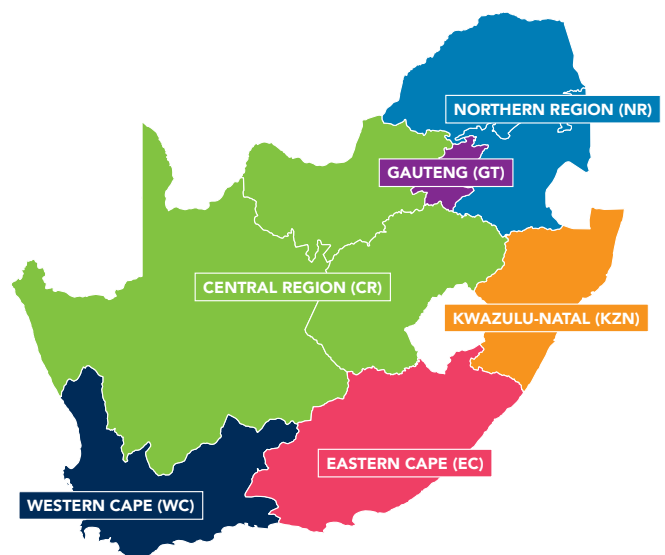 NORTHERN REGION (NR)
GAUTENG (GT)
CENTRAL REGION (CR)
KWAZULU-NATAL (KZN)
EASTERN CAPE (EC)
WESTERN CAPE (WC)